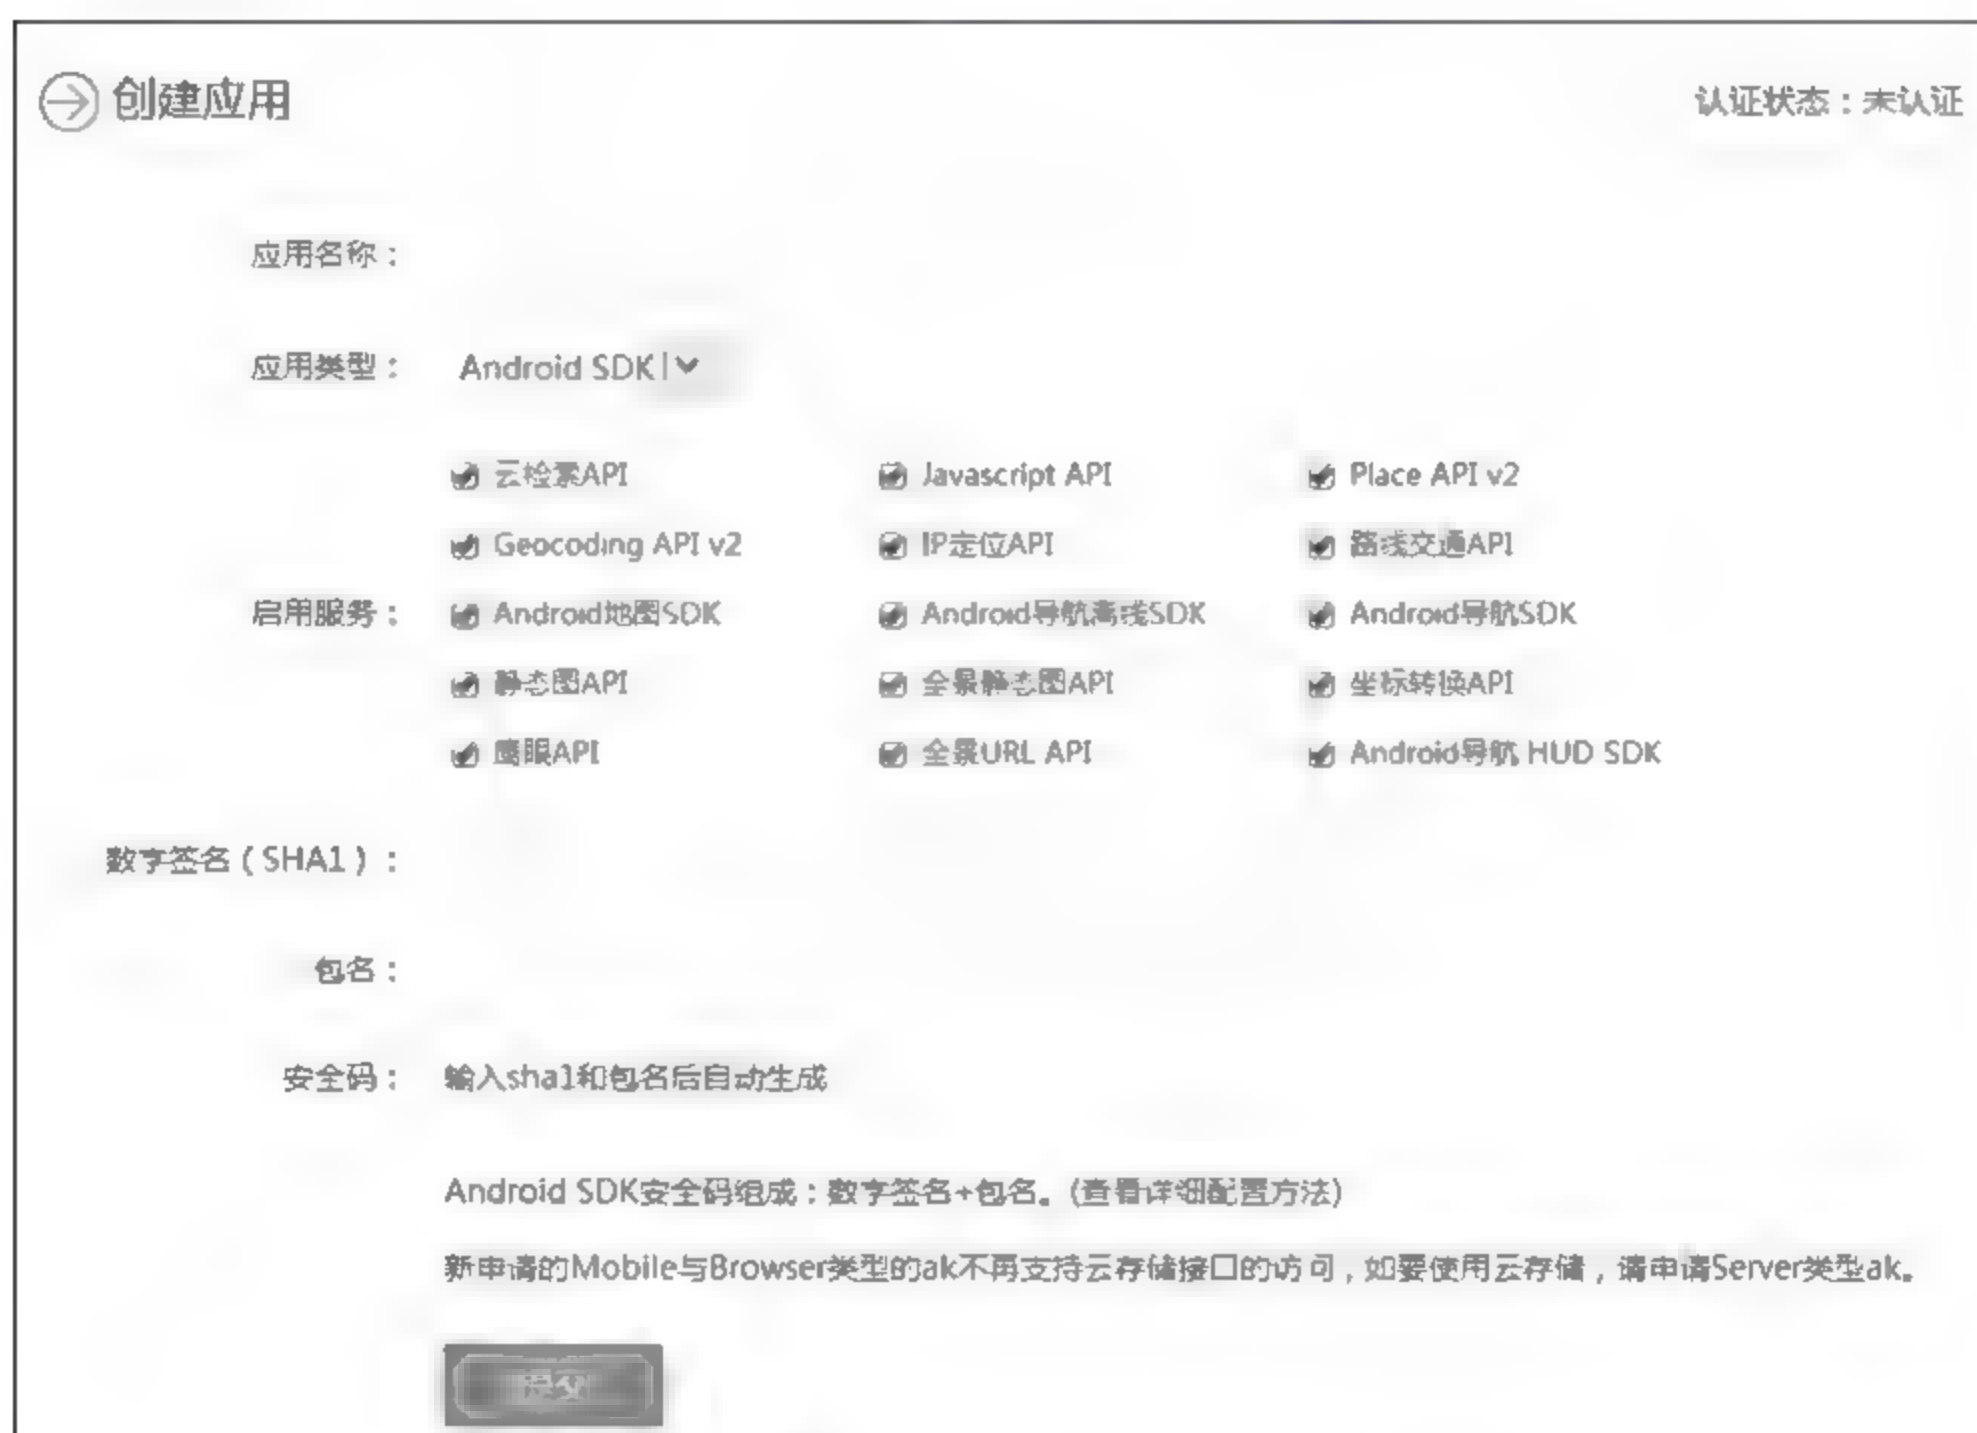 创建应用 认证状态：未认证
应用名称：
应用类型： Android SDK
云检索API Javascript API Place API v2
Geocoding API v2 IP定位API 路线交通API
启用服务： Android地图SDK Android导航离线SDK Android导航SDK
静态图API 全景静态图API 坐标转换API
鹰眼API 全景URL API Android导航 HUD SDK
数字签名（SHA1）：
包名：
安全码： 输入sha1和包名后自动生成
Android SDK安全码组成：数字签名+包名。(查看详细配置方法)
新申请的Mobile与Browser类型的ak不再支持云存储接口的访问，如要使用云存储，请申请Server类型ak。
提交